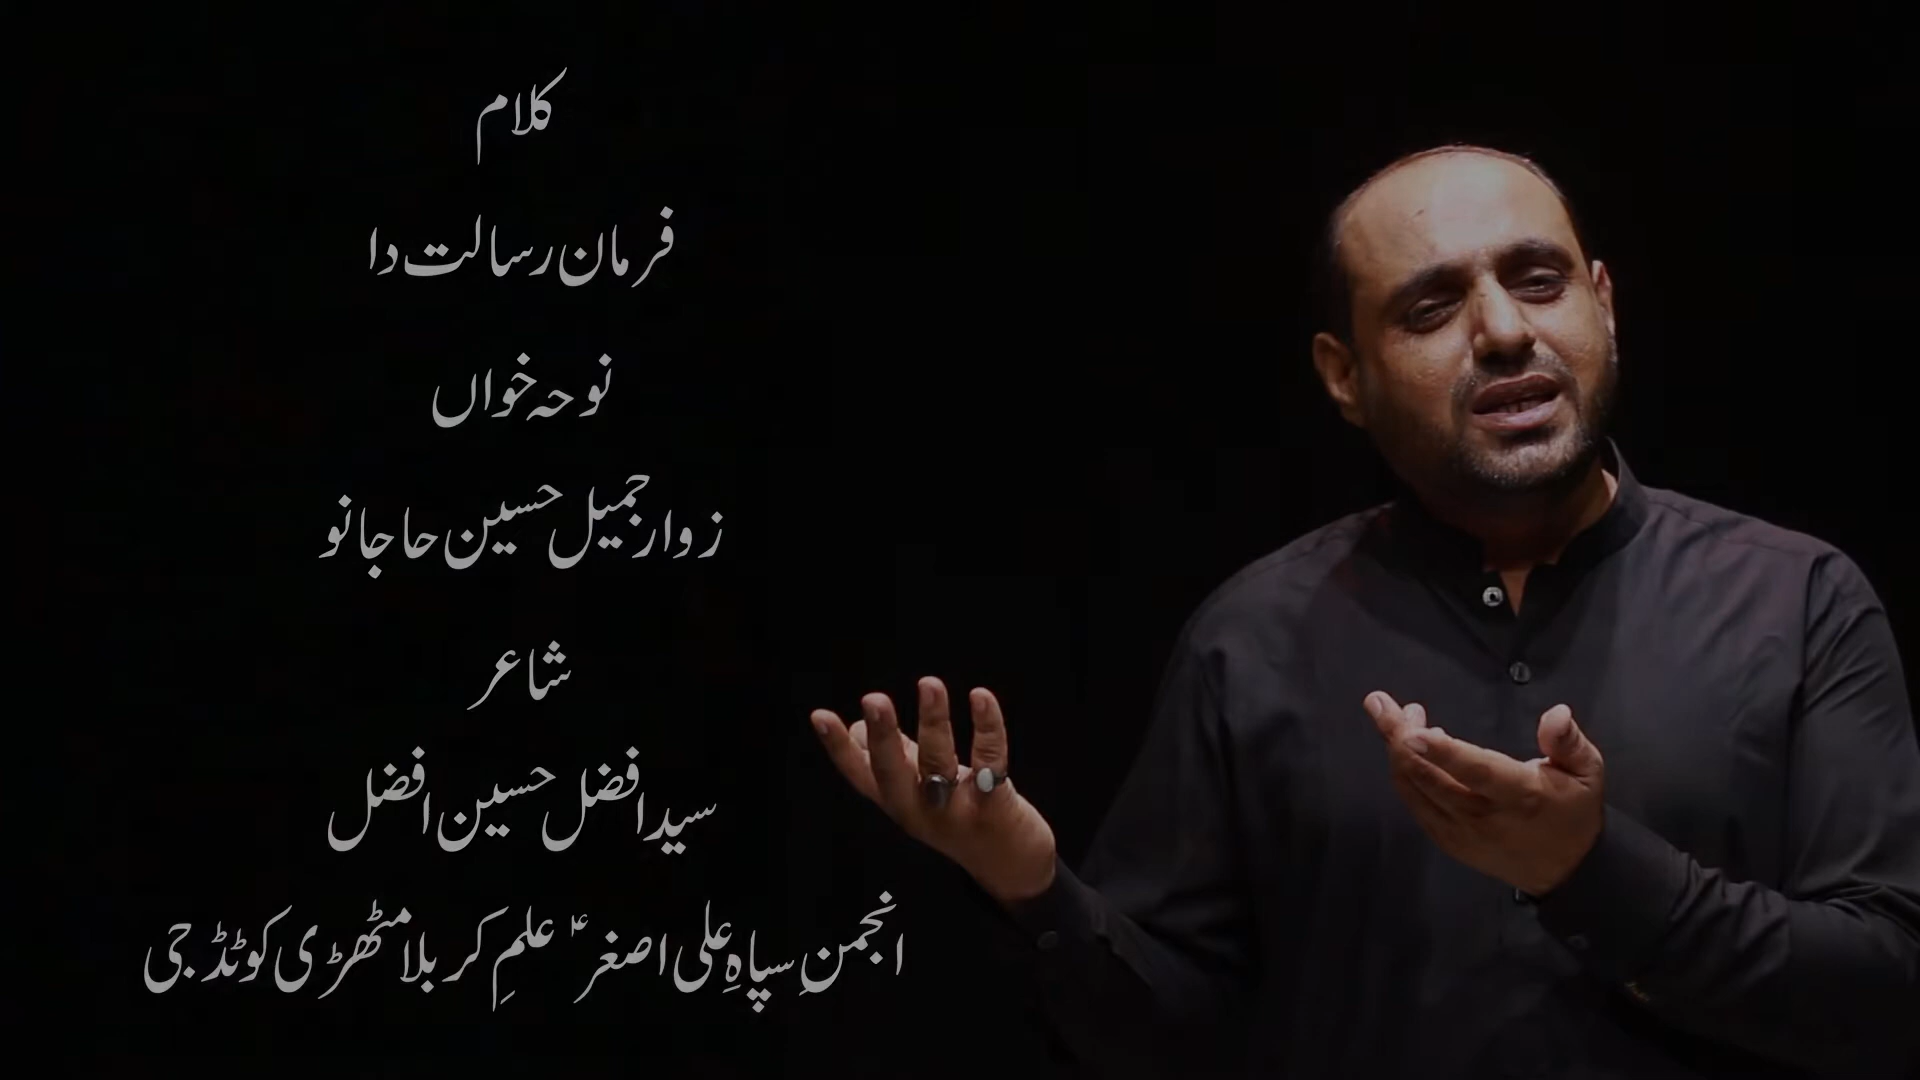 کلام
فرمان رسالت دا
نوحہ خواں
زوار جمیل حسین حاجانو
شاعر
سید افضل حسین افضل
انجمنِ سپاہِ علی اصغرؑ علمِ کربلا مٹھڑی کوٹڈجی